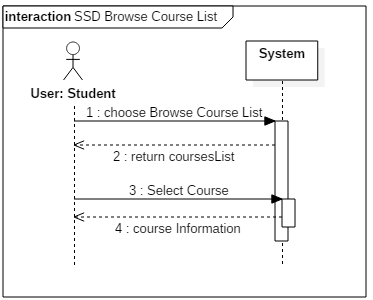 interaction SSD Browse Course List
System
User: Student
1 : choose Browse Course List
2 : return coursesList
3 : Select Course
4 : course Information